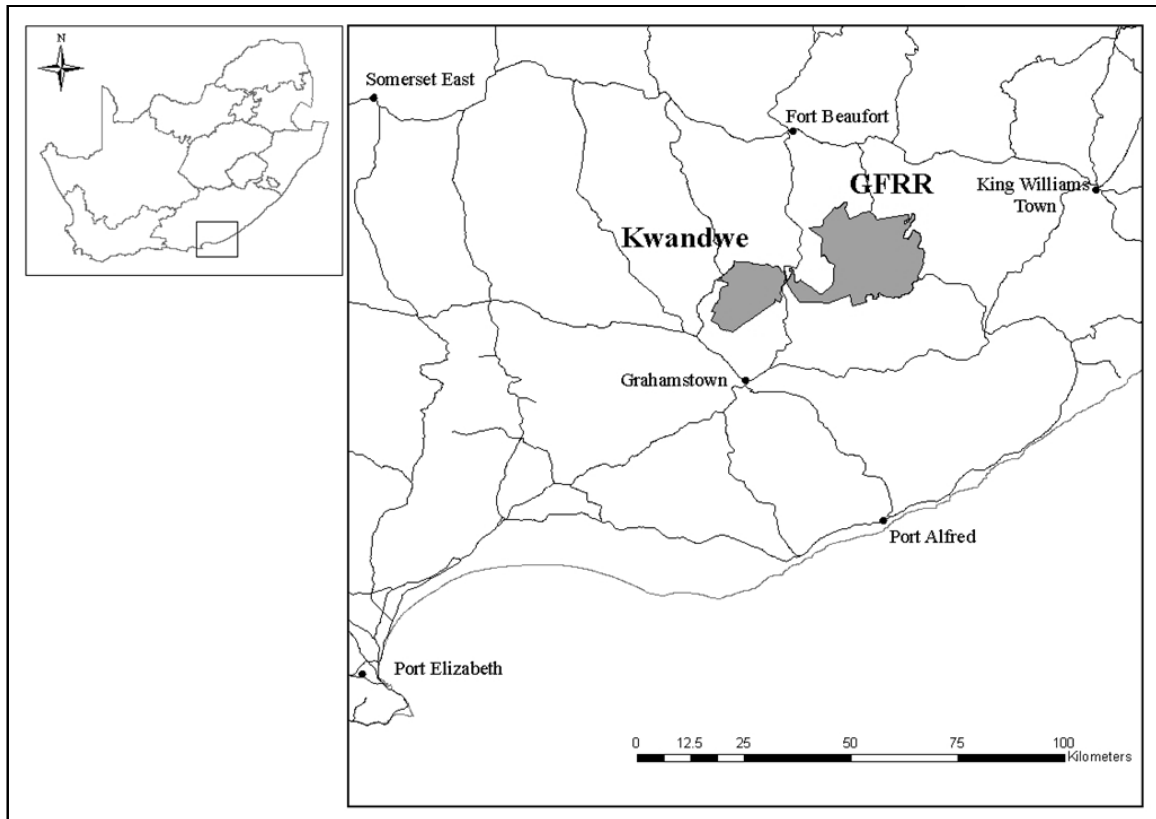 N
Somerset East
Fort Beaufort
GFRR
King Williams
Town
Kwandwe
Grahamstown
Port Alfred
Port Elizabeth
0 12.5 25 50 75 100
Kilometers